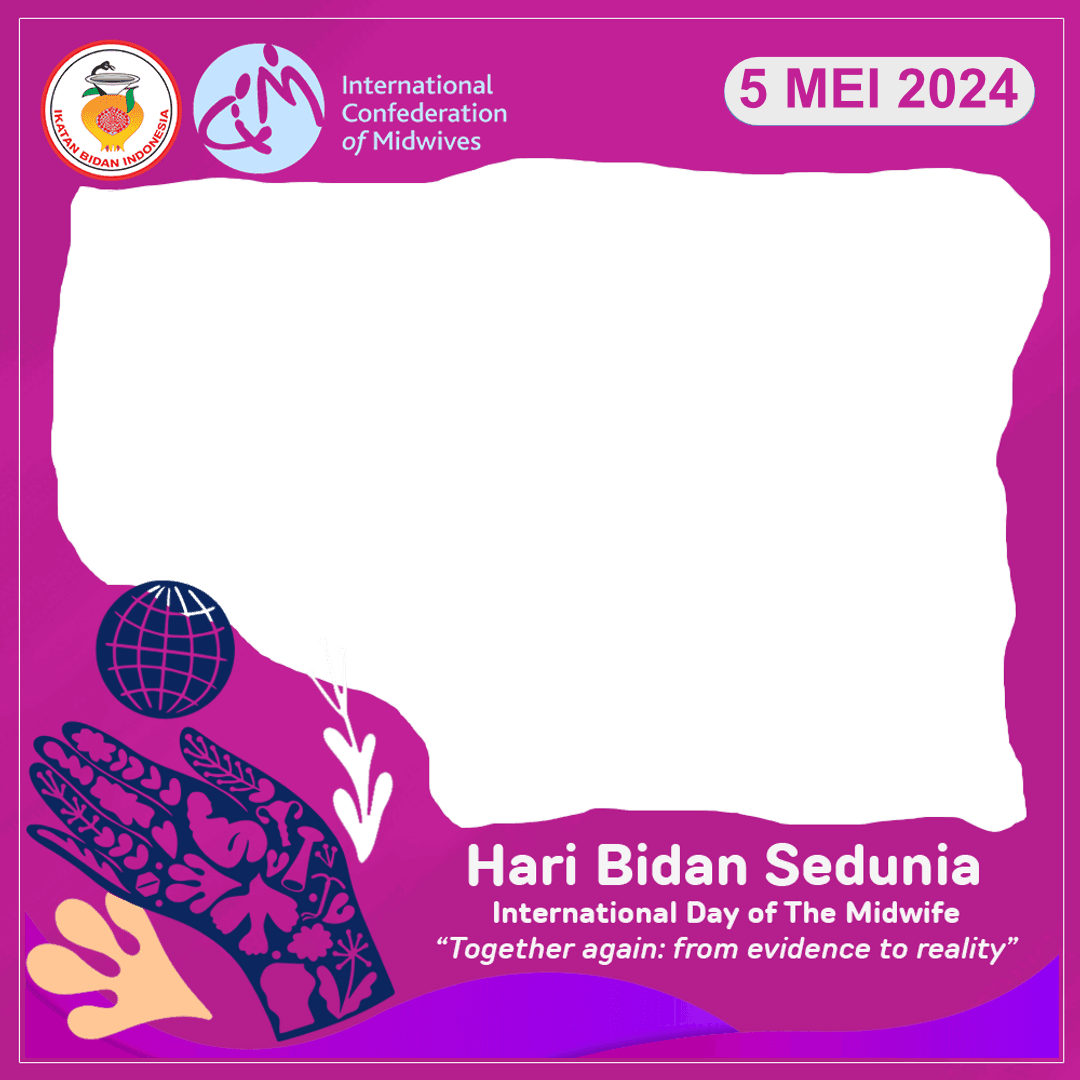 IKATAN BIDAN INDONESIA
International
Confederation
of Midwives
5 MEI 2024
Hari Bidan Sedunia
International Day of The Midwife
“Together again: from evidence to reality”